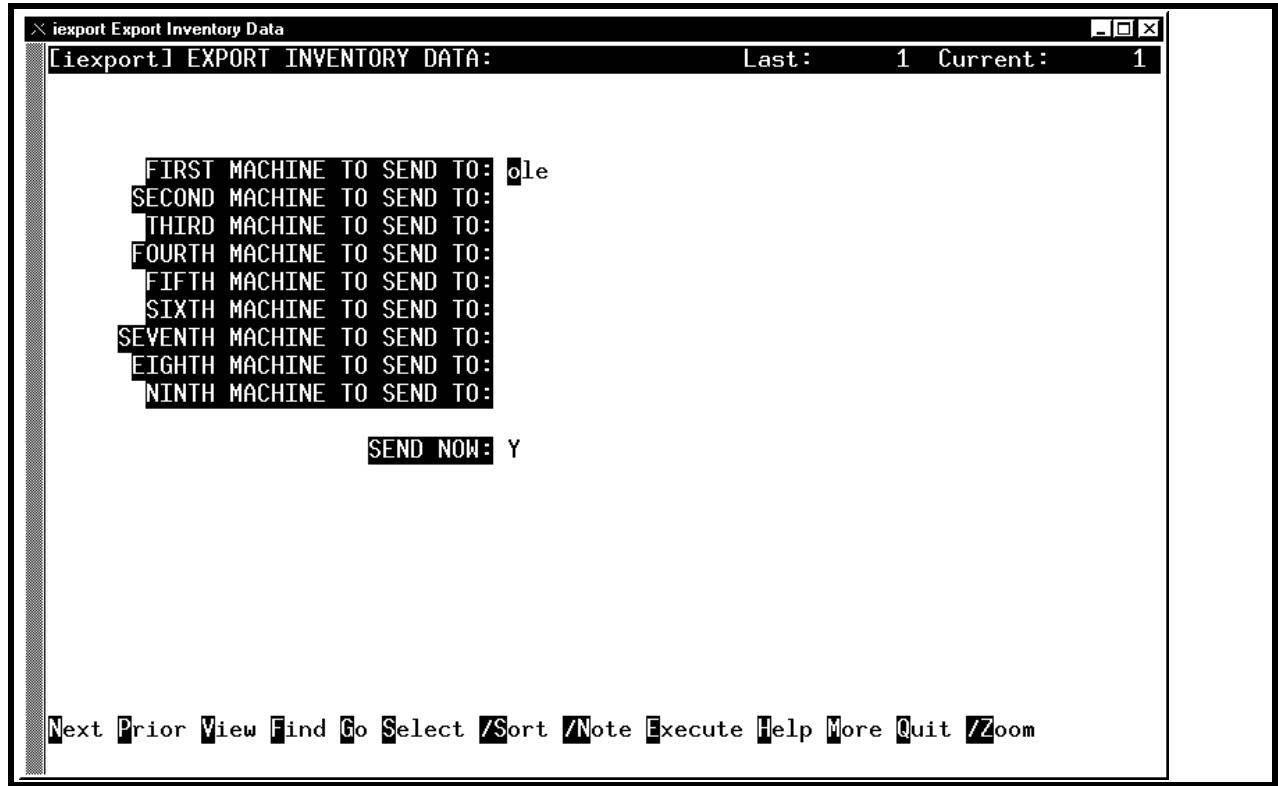 iexport Export Inventory Data
[iexport] EXPORT INVENTORY DATA: Last: 1 Current: 1
FIRST MACHINE TO SEND TO: ole
SECOND MACHINE TO SEND TO:
THIRD MACHINE TO SEND TO:
FOURTH MACHINE TO SEND TO:
FIFTH MACHINE TO SEND TO:
SIXTH MACHINE TO SEND TO:
SEVENTH MACHINE TO SEND TO:
EIGHTH MACHINE TO SEND TO:
NINTH MACHINE TO SEND TO:
SEND NOW: Y
Next Prior View Find Go Select /Sort /Note Execute Help More Quit /Zoom